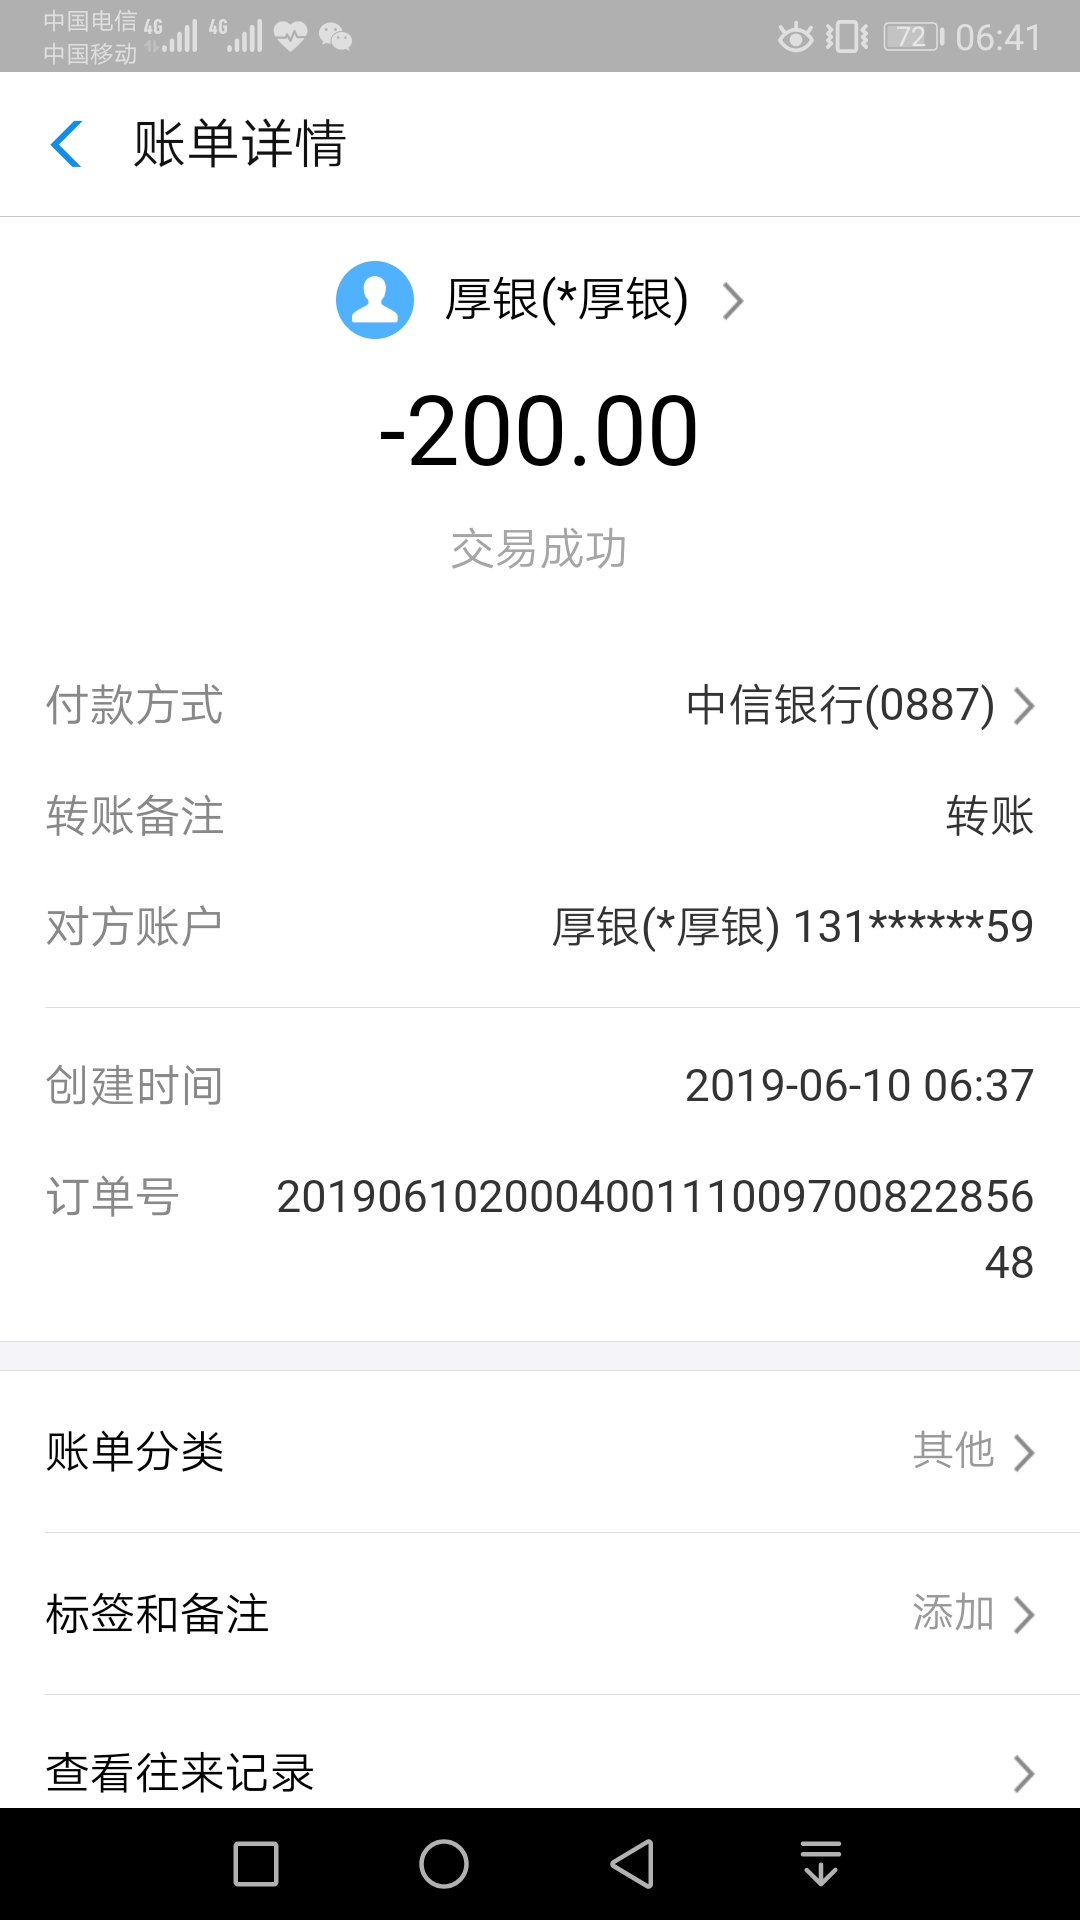 中国电信 4G 4G 72 06:41
中国移动
账单详情
厚银(*厚银)
-200.00
交易成功
付款方式 中信银行(0887)
转账备注 转账
对方账户 厚银(*厚银) 131******59
创建时间 2019-06-10 06:37
订单号 201906102000400111009700822856
48
账单分类 其他
标签和备注 添加
查看往来记录